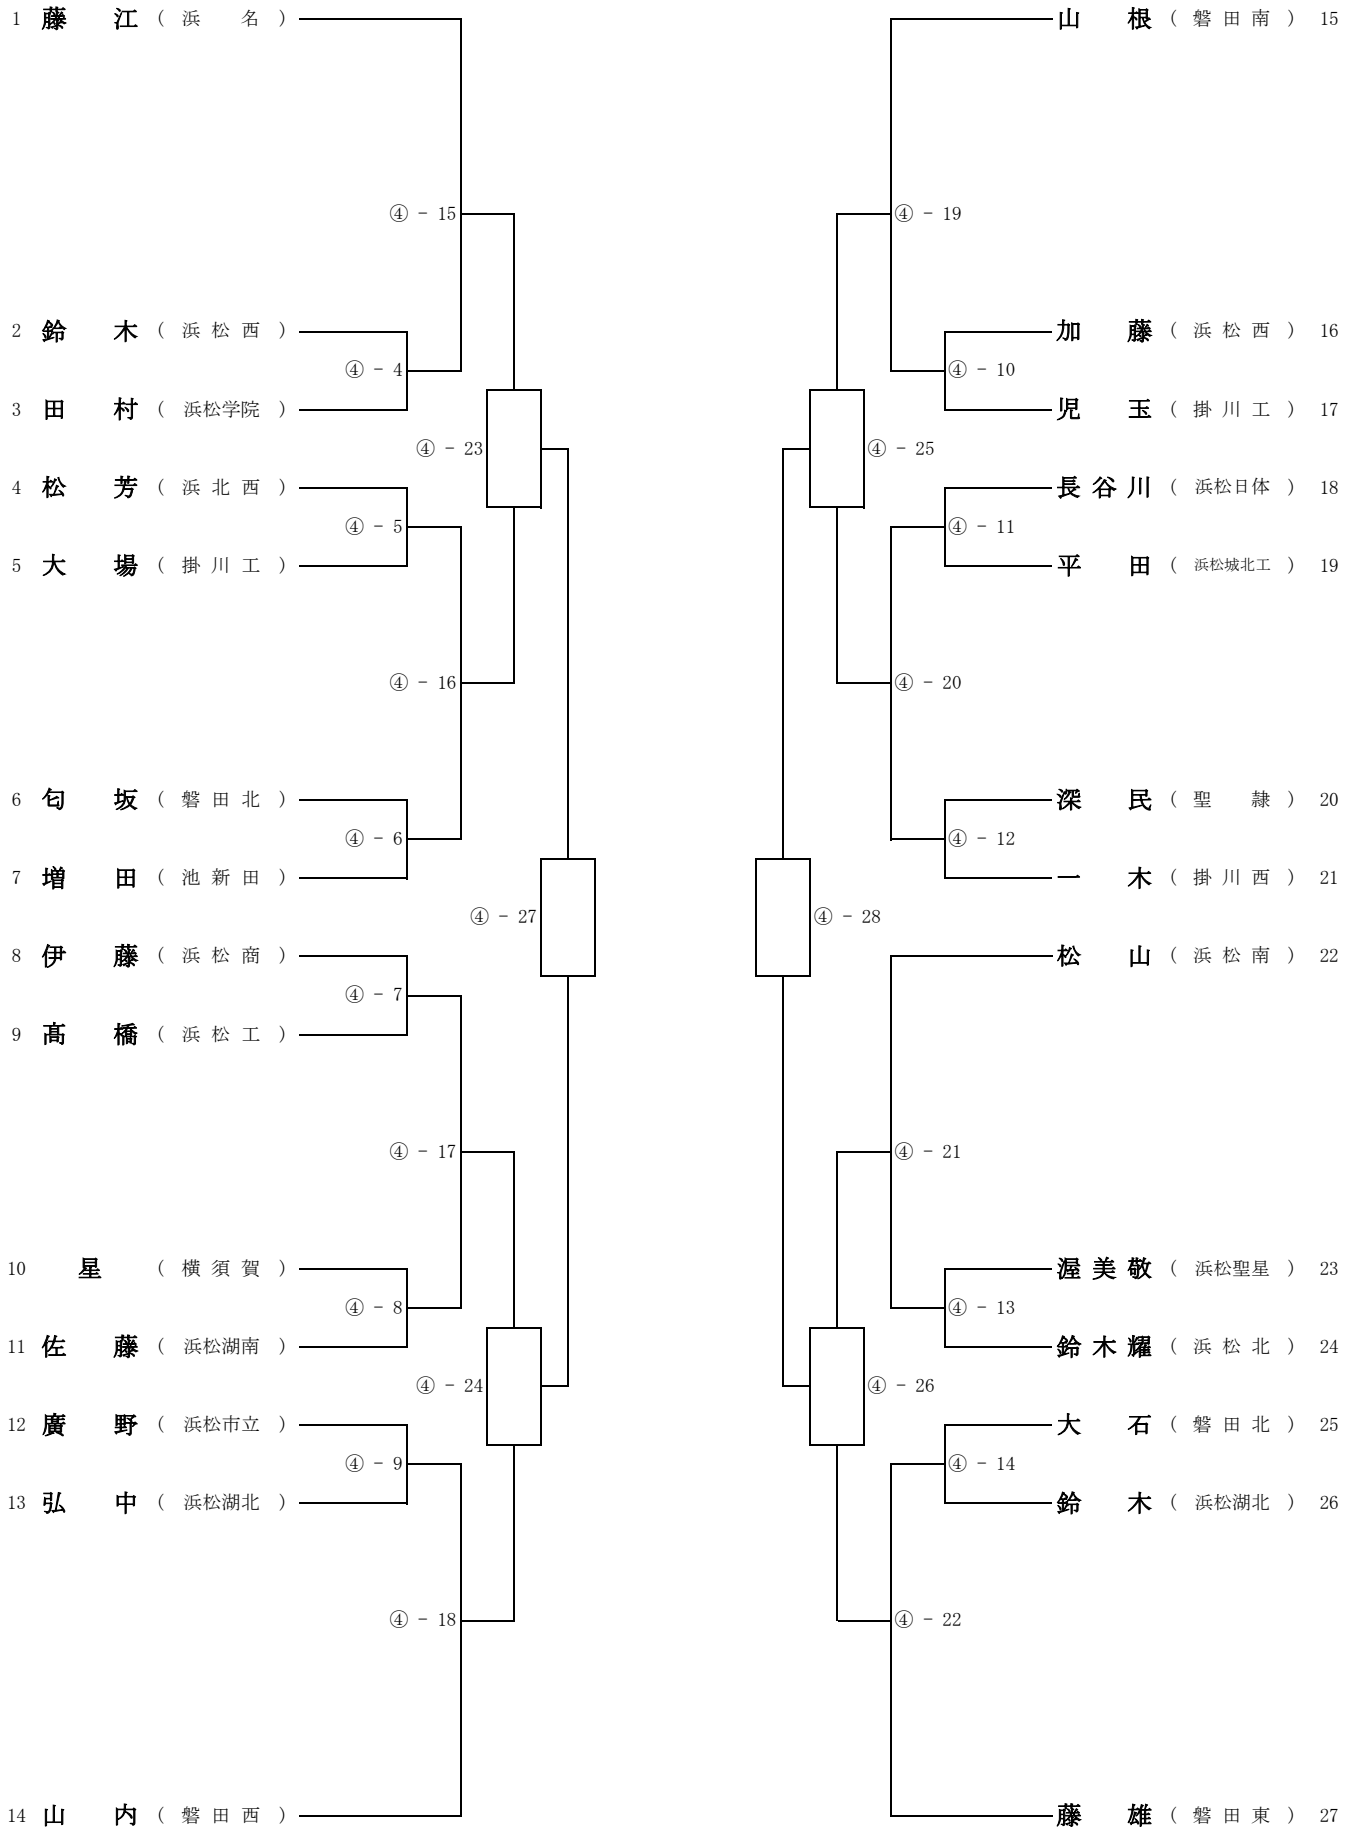 1 藤江 ( 浜名 )
④ - 15
2 鈴木 ( 浜松西 )
④ - 4
3 田村 ( 浜松学院 )
④ - 23
4 松芳 ( 浜北西 )
④ - 5
5 大場 ( 掛川工 )
④ - 16
6 匂坂 ( 磐田北 )
④ - 6
7 増田 ( 池新田 )
④ - 27
8 伊藤 ( 浜松商 )
④ - 7
9 髙橋 ( 浜松工 )
④ - 17
10 星 ( 横須賀 )
④ - 8
11 佐藤 ( 浜松湖南 )
④ - 24
12 廣野 ( 浜松市立 )
④ - 9
13 弘中 ( 浜松湖北 )
④ - 18
14 山内 ( 磐田西 )
山根 ( 磐田南 ) 15
④ - 19
加藤 ( 浜松西 ) 16
④ - 10
児玉 ( 掛川工 ) 17
④ - 25
長谷川 ( 浜松日体 ) 18
④ - 11
平田 ( 浜松城北工 ) 19
④ - 20
深民 ( 聖隷 ) 20
④ - 12
一木 ( 掛川西 ) 21
④ - 28
松山 ( 浜松南 ) 22
④ - 21
渥美敬 ( 浜松聖星 ) 23
④ - 13
鈴木耀 ( 浜松北 ) 24
④ - 26
大石 ( 磐田北 ) 25
④ - 14
鈴木 ( 浜松湖北 ) 26
④ - 22
藤雄 ( 磐田東 ) 27